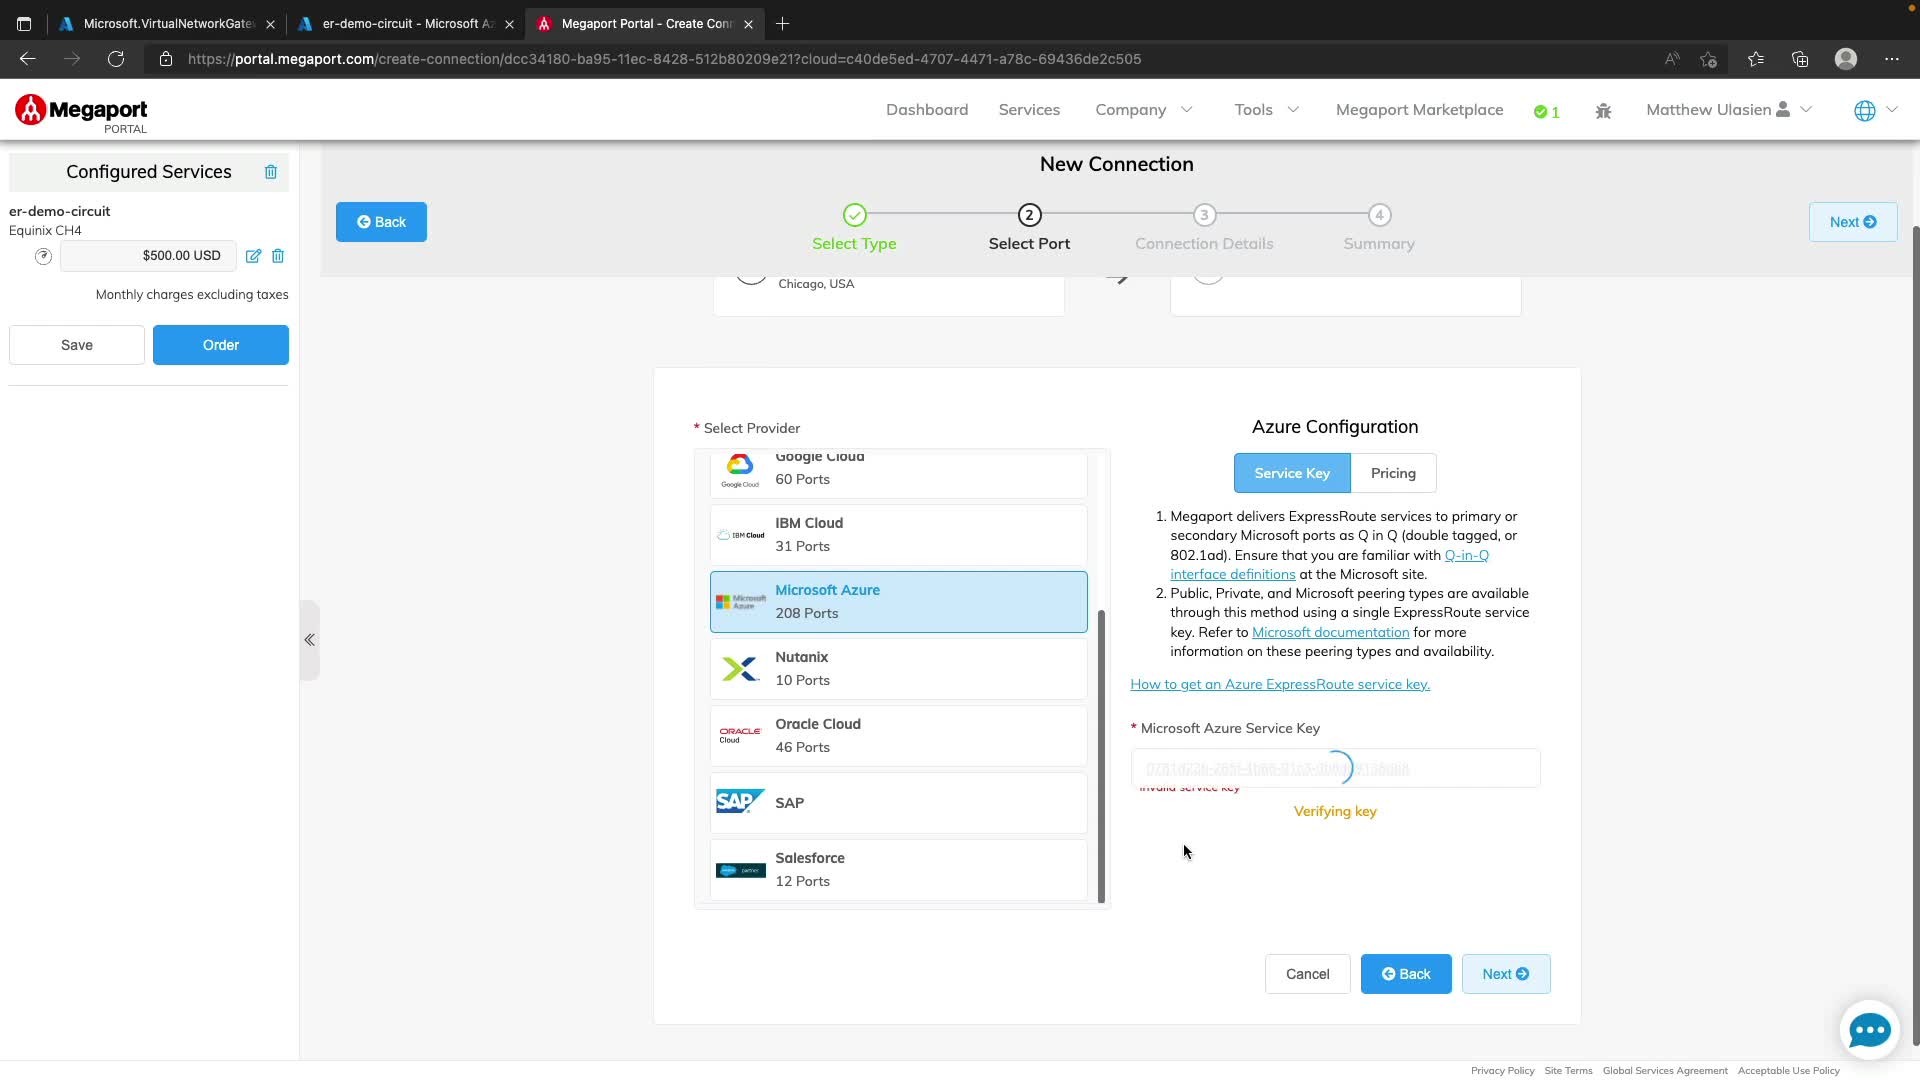 Microsoft.VirtualNetworkGate
er-demo-circuit - Microsoft Az
Megaport Portal - Create Conn
https://portal.megaport.com/create-connection/dcc34180-ba95-11ec-8428-512b80209e21?cloud=c40de5ed-4707-4471-a78c-69436de2c505
Megaport
PORTAL
Dashboard
Services
Company
Tools
Megaport Marketplace
1
Matthew Ulasien
Configured Services
er-demo-circuit
Equinix CH4
$500.00 USD
Monthly charges excluding taxes
Save
Order
New Connection
Back
2
3
4
Select Type
Select Port
Connection Details
Summary
Next
Chicago, USA
* Select Provider
Google Cloud
Google Cloud
60 Ports
IBM Cloud
IBM Cloud
31 Ports
Microsoft Azure
Microsoft Azure
208 Ports
Nutanix
10 Ports
ORACLE
Cloud
Oracle Cloud
46 Ports
SAP
SAP
Salesforce
partner
12 Ports
Azure Configuration
Service Key
Pricing
1. Megaport delivers ExpressRoute services to primary or
secondary Microsoft ports as Q in Q (double tagged, or
802.1ad). Ensure that you are familiar with Q-in-Q
interface definitions at the Microsoft site.
2. Public, Private, and Microsoft peering types are available
through this method using a single ExpressRoute service
key. Refer to Microsoft documentation for more
information on these peering types and availability.
How to get an Azure ExpressRoute service key.
* Microsoft Azure Service Key
Invalid service key
Verifying key
Cancel
Back
Next
Privacy Policy
Site Terms
Global Services Agreement
Acceptable Use Policy